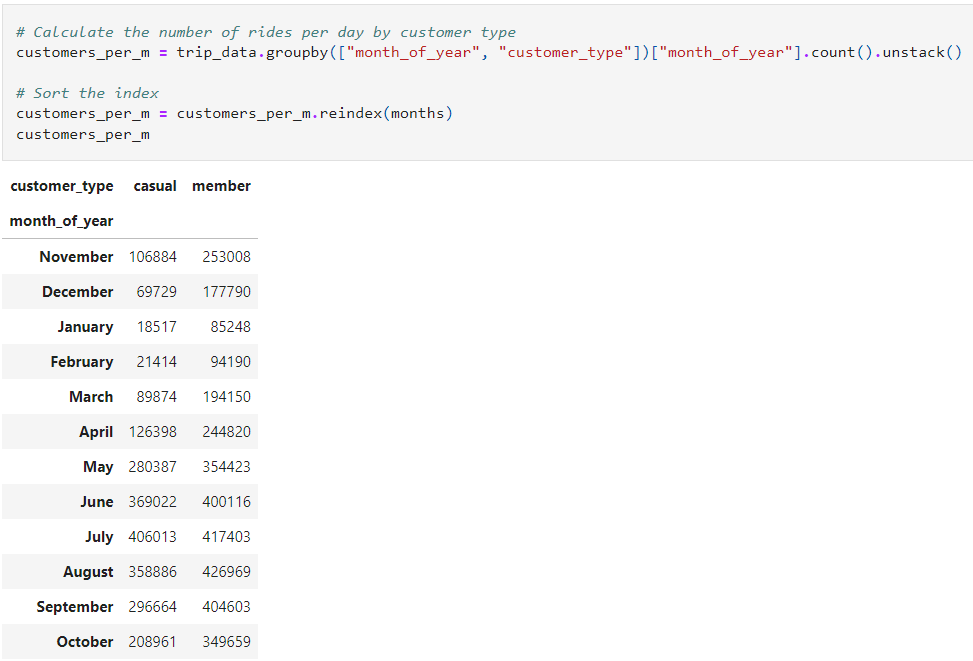 # Calculate the number of rides per day by customer type
customers_per_m = trip_data.groupby(["month_of_year", "customer_type"])["month_of_year"].count().unstack()
# Sort the index
customers_per_m = customers_per_m.reindex(months)
customers_per_m
customer_type casual member
month_of_year
November 106884 253008
December 69729 177790
January 18517 85248
February 21414 94190
March 89874 194150
April 126398 244820
May 280387 354423
June 369022 400116
July 406013 417403
August 358886 426969
September 296664 404603
October 208961 349659